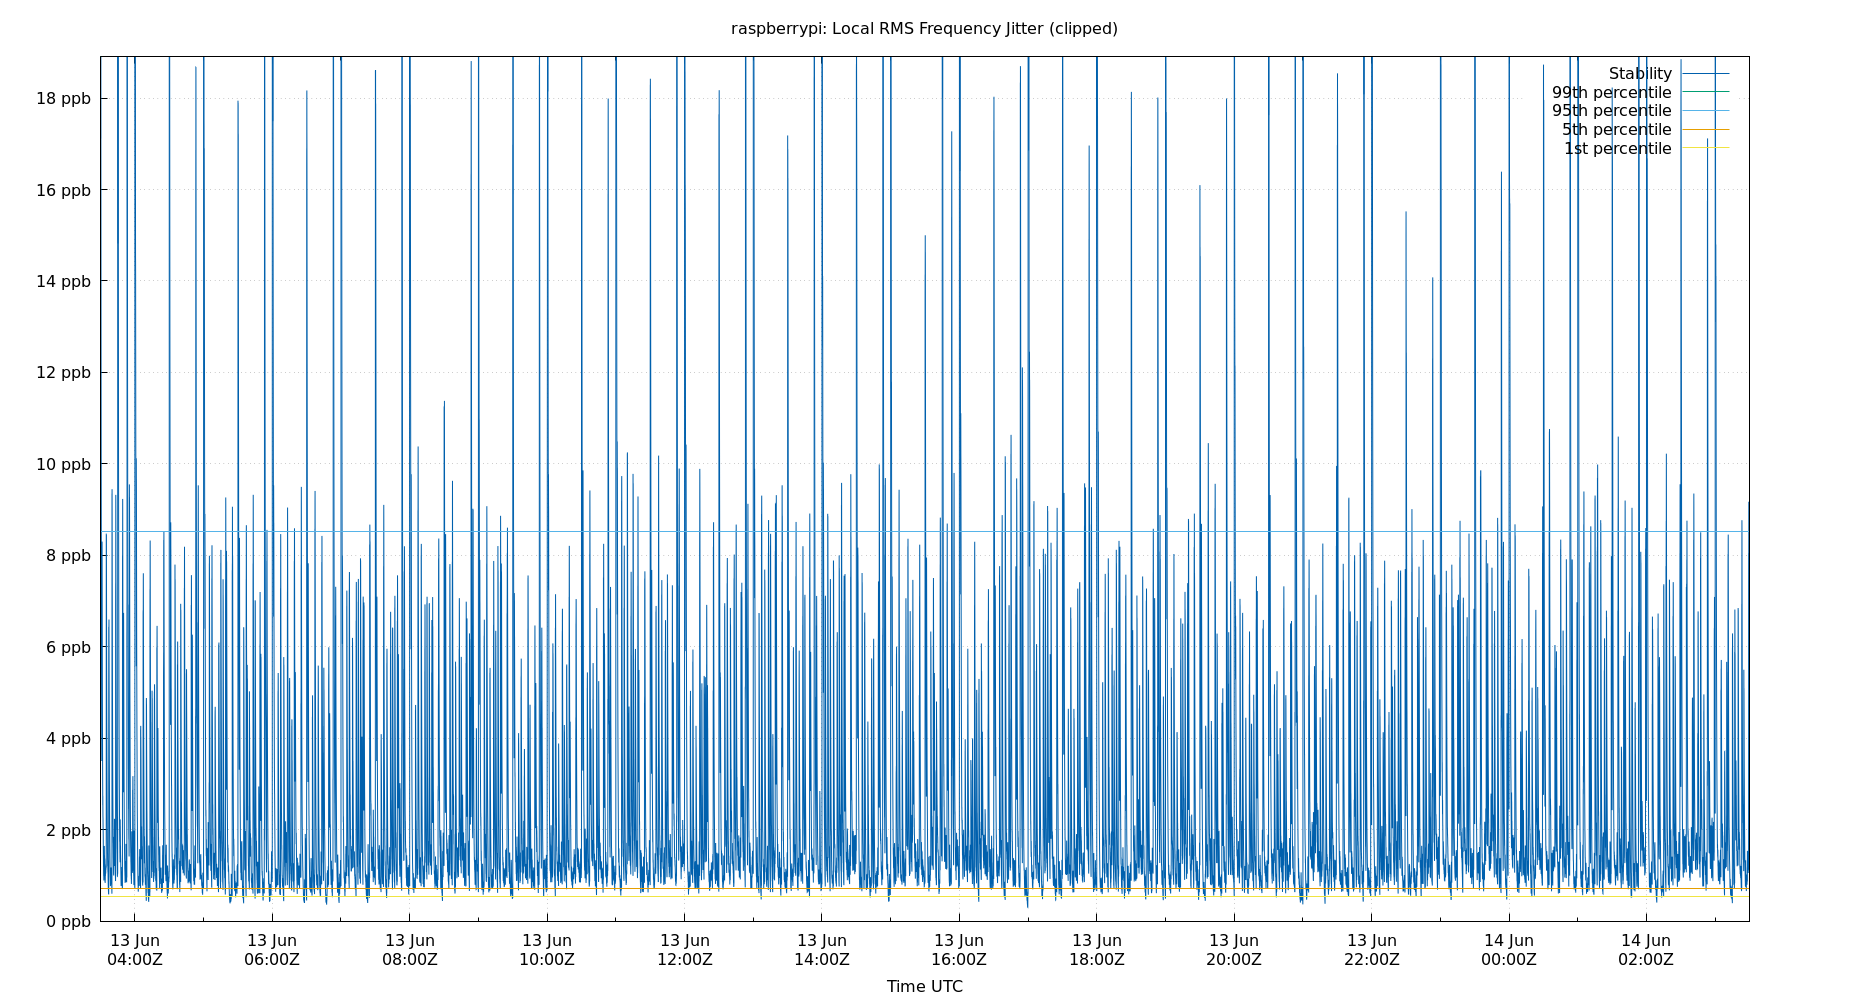 raspberrypi: Local RMS Frequency Jitter (clipped)
Stability
99th percentile
95th percentile
5th percentile
1st percentile
18 ppb
16 ppb
14 ppb
12 ppb
10 ppb
8 ppb
6 ppb
4 ppb
2 ppb
0 ppb
13 Jun 13 Jun 13 Jun 13 Jun 13 Jun 13 Jun 13 Jun 13 Jun 13 Jun 13 Jun 14 Jun 14 Jun
04:00Z 06:00Z 08:00Z 10:00Z 12:00Z 14:00Z 16:00Z 18:00Z 20:00Z 22:00Z 00:00Z 02:00Z
Time UTC